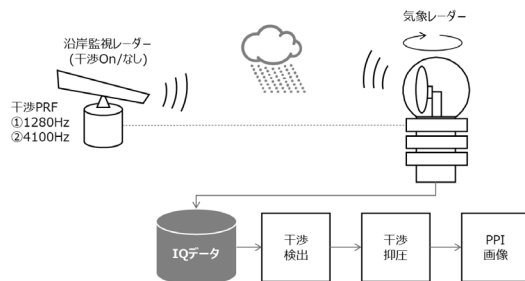 気象レーダー
沿岸監視レーダー
(干渉On/なし)
干渉PRF
①1280Hz
②4100Hz
IQデータ
干渉
検出
干渉
抑圧
PPI
画像